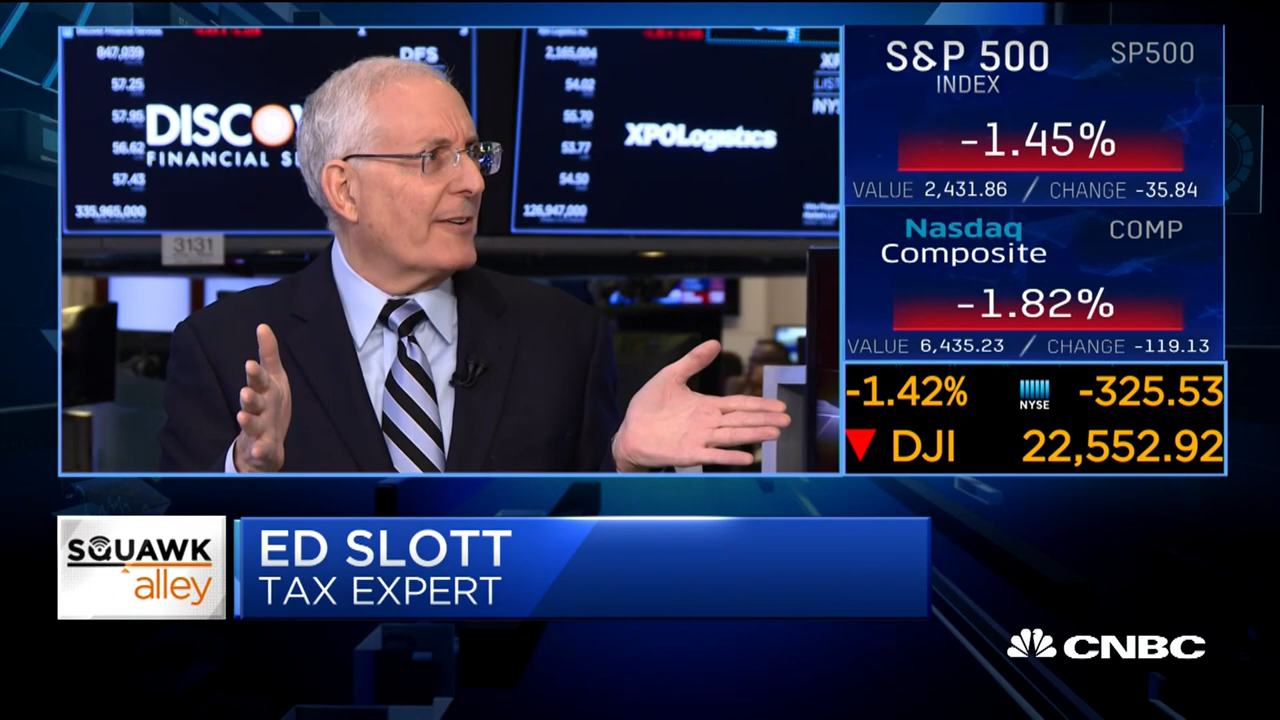 847,039
57.25
57.95
56.62
57.43
335,965,000
DFS
DISCOV
FINANCIAL SE
3131
2,165,004
54.02
55.70
53.77
54.50
126,947,000
XPOLogistics
S&P 500
INDEX
SP500
-1.45%
VALUE 2,431.86 / CHANGE -35.84
Nasdaq
Composite
COMP
-1.82%
VALUE 6,435.23 / CHANGE -119.13
-1.42% NYSE -325.53
DJI 22,552.92
SQUAWK
alley
ED SLOTT
TAX EXPERT
CNBC